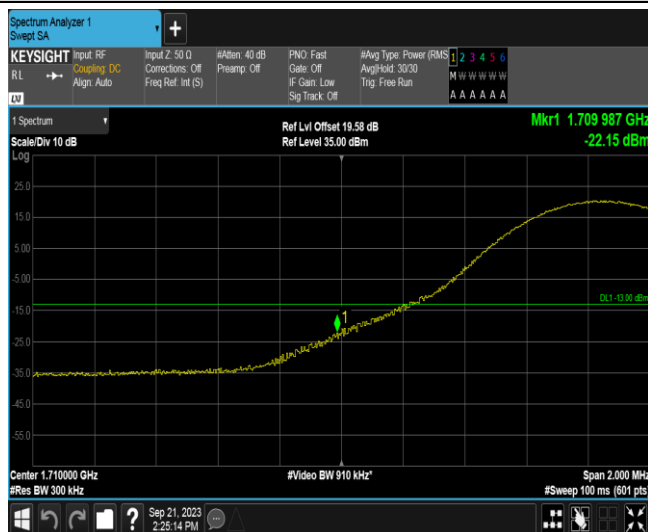 Spectrum Analyzer 1
Swept SA
KEYSIGHT
RL
LXI
Input: RF
Coupling: DC
Align: Auto
Input Z: 50 Ω
Corrections: Off
Freq Ref: Int (S)
#Atten: 40 dB
Preamp: Off
PNO: Fast
Gate: Off
IF Gain: Low
Sig Track: Off
#Avg Type: Power (RMS
Avg|Hold: 30/30
Trig: Free Run
1 2 3 4 5 6
M W W W W W
A A A A A A
1 Spectrum
Scale/Div 10 dB
Log
Ref Lvl Offset 19.58 dB
Ref Level 35.00 dBm
Mkr1 1.709 987 GHz
-22.15 dBm
25.0
15.0
5.00
-5.00
-15.0
-25.0
-35.0
-45.0
-55.0
DL1 -13.00 dBm
1
Center 1.710000 GHz
#Res BW 300 kHz
#Video BW 910 kHz*
Span 2.000 MHz
#Sweep 100 ms (601 pts)
?
Sep 21, 2023
2:25:14 PM